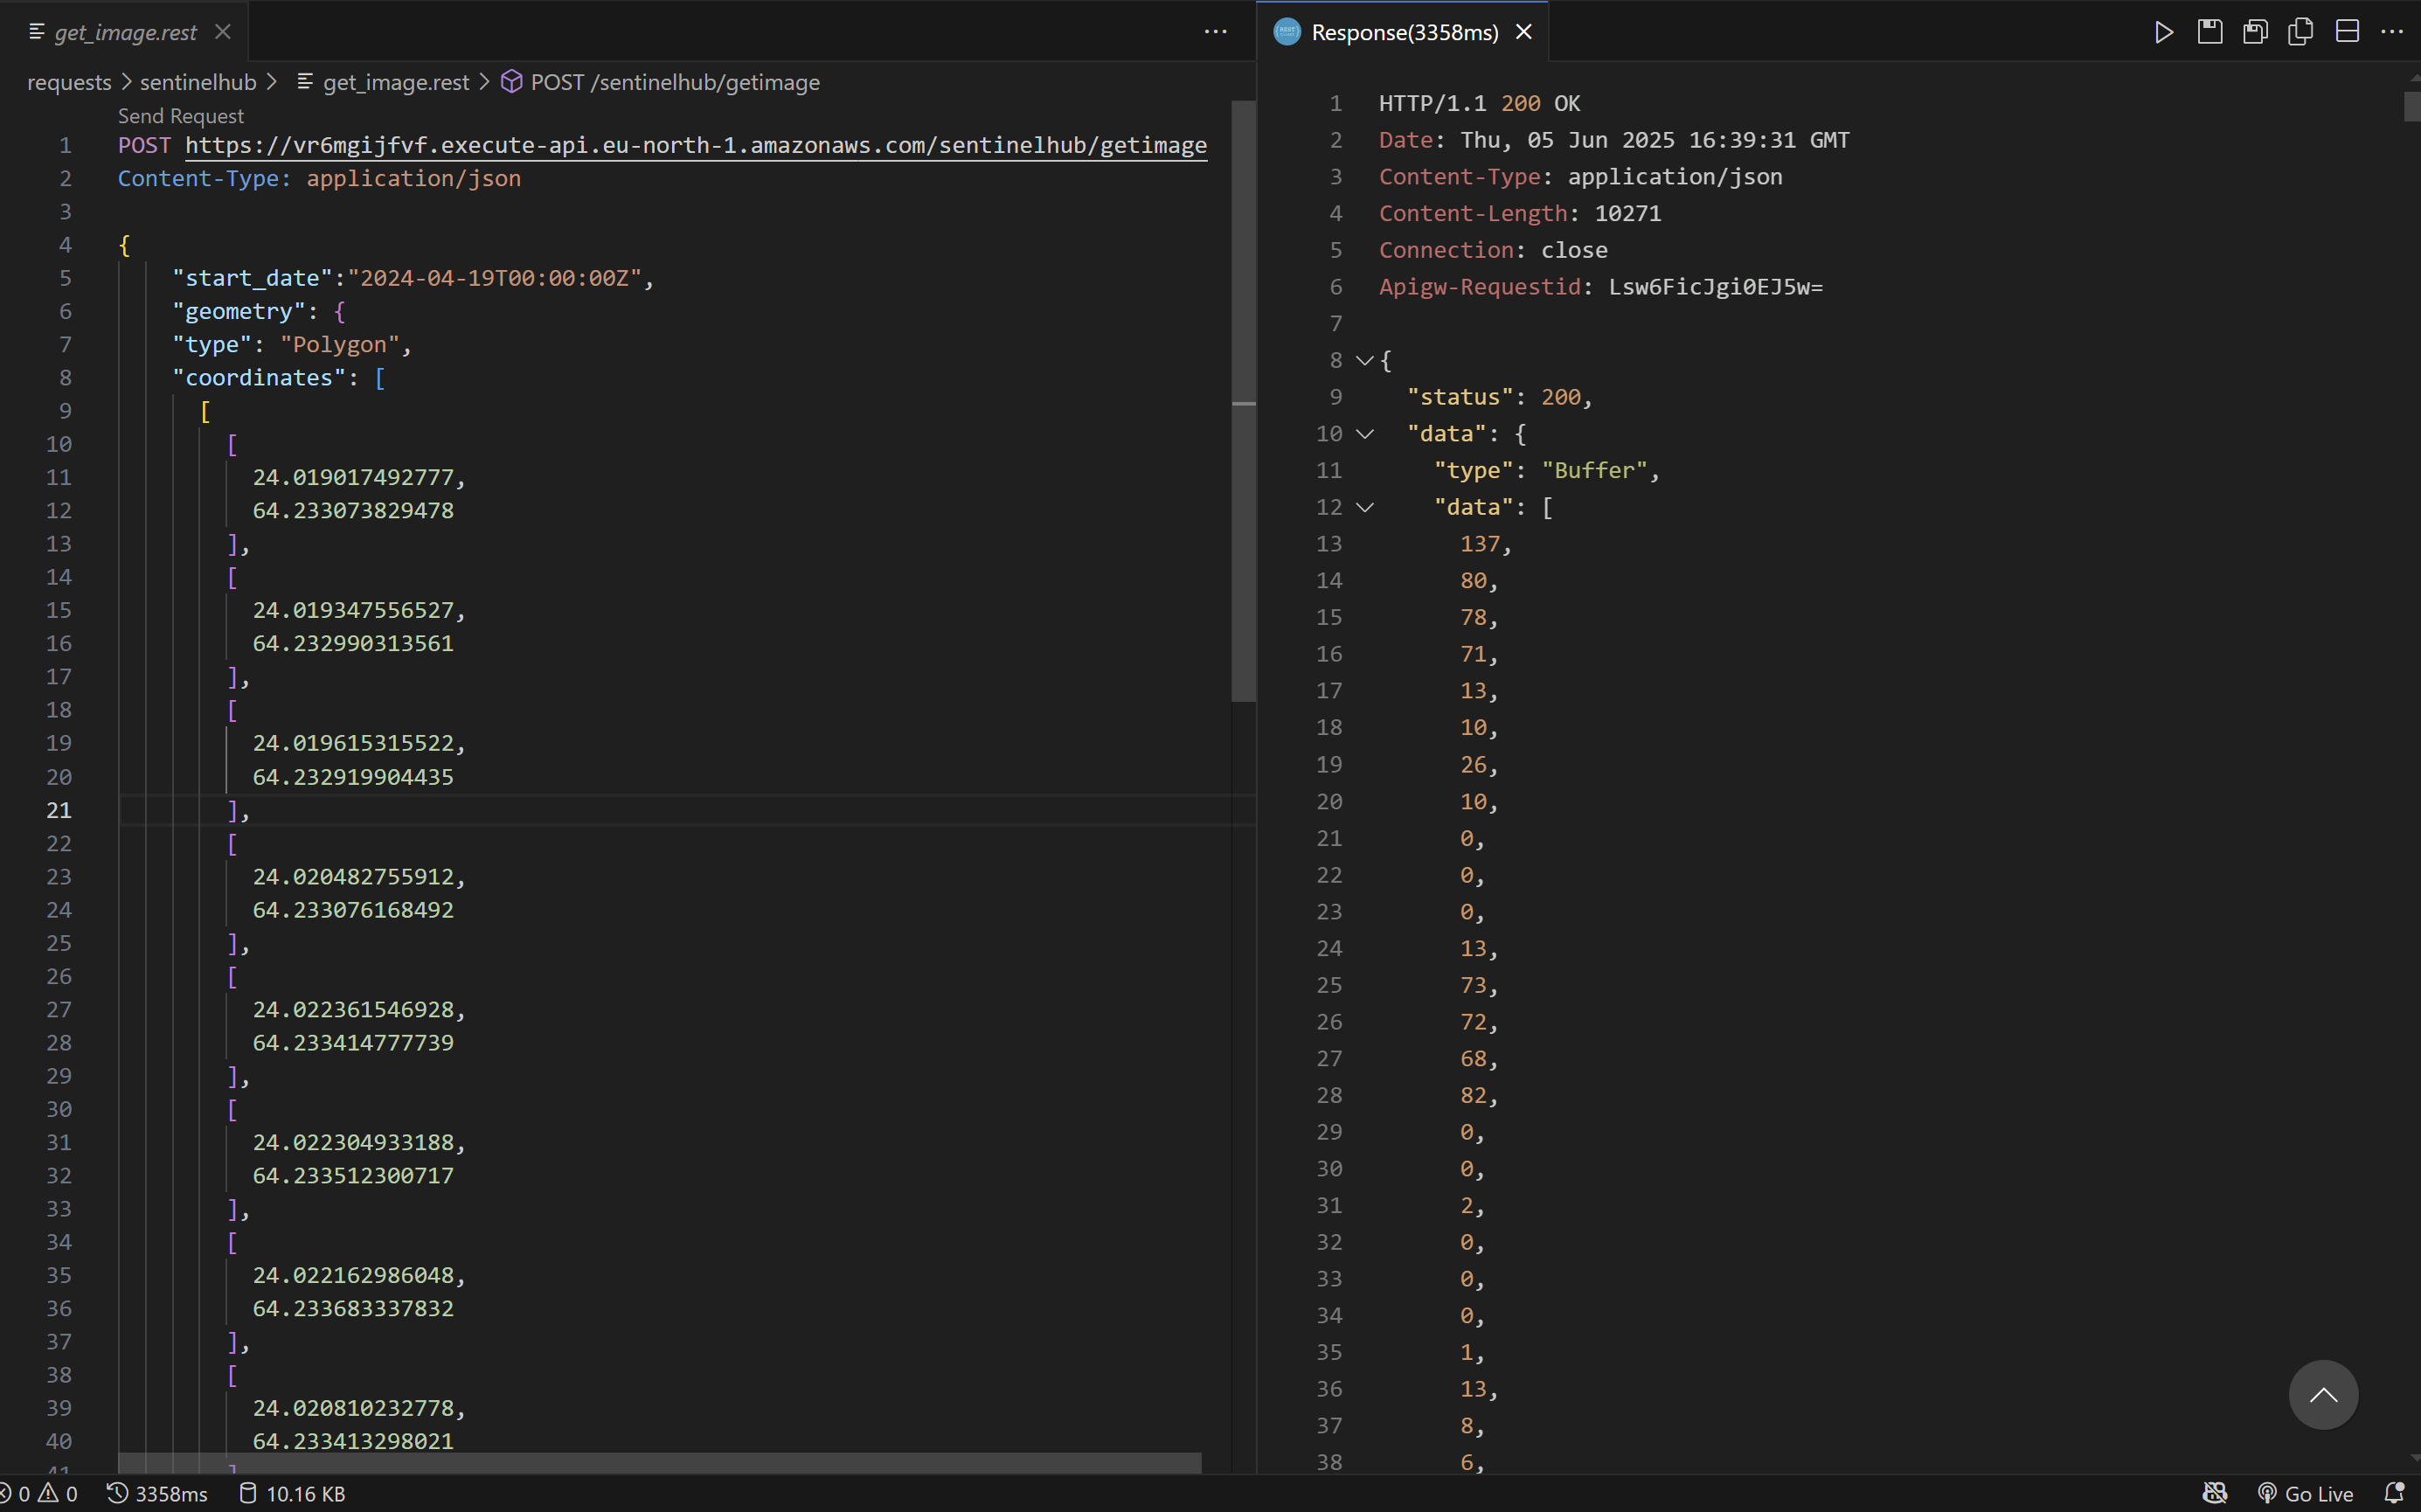 get_image.rest
requests > sentinelhub > get_image.rest > POST /sentinelhub/getimage
Send Request
1 POST https://vr6mgijfvf.execute-api.eu-north-1.amazonaws.com/sentinelhub/getimage
2 Content-Type: application/json
3
4 {
5 "start_date":"2024-04-19T00:00:00Z",
6 "geometry": {
7 "type": "Polygon",
8 "coordinates": [
9 [
10 [
11 24.019017492777,
12 64.233073829478
13 ],
14 [
15 24.019347556527,
16 64.232990313561
17 ],
18 [
19 24.019615315522,
20 64.232919904435
21 ],
22 [
23 24.020482755912,
24 64.233076168492
25 ],
26 [
27 24.022361546928,
28 64.233414777739
29 ],
30 [
31 24.022304933188,
32 64.233512300717
33 ],
34 [
35 24.022162986048,
36 64.233683337832
37 ],
38 [
39 24.020810232778,
40 64.233413298021
41 ]
Response(3358ms)
1 HTTP/1.1 200 OK
2 Date: Thu, 05 Jun 2025 16:39:31 GMT
3 Content-Type: application/json
4 Content-Length: 10271
5 Connection: close
6 Apigw-Requestid: Lsw6FicJgi0EJ5w=
7
8 {
9 "status": 200,
10 "data": {
11 "type": "Buffer",
12 "data": [
13 137,
14 80,
15 78,
16 71,
17 13,
18 10,
19 26,
20 10,
21 0,
22 0,
23 0,
24 13,
25 73,
26 72,
27 68,
28 82,
29 0,
30 0,
31 2,
32 0,
33 0,
34 0,
35 1,
36 13,
37 8,
38 6,
0 0 3358ms 10.16 KB
Go Live